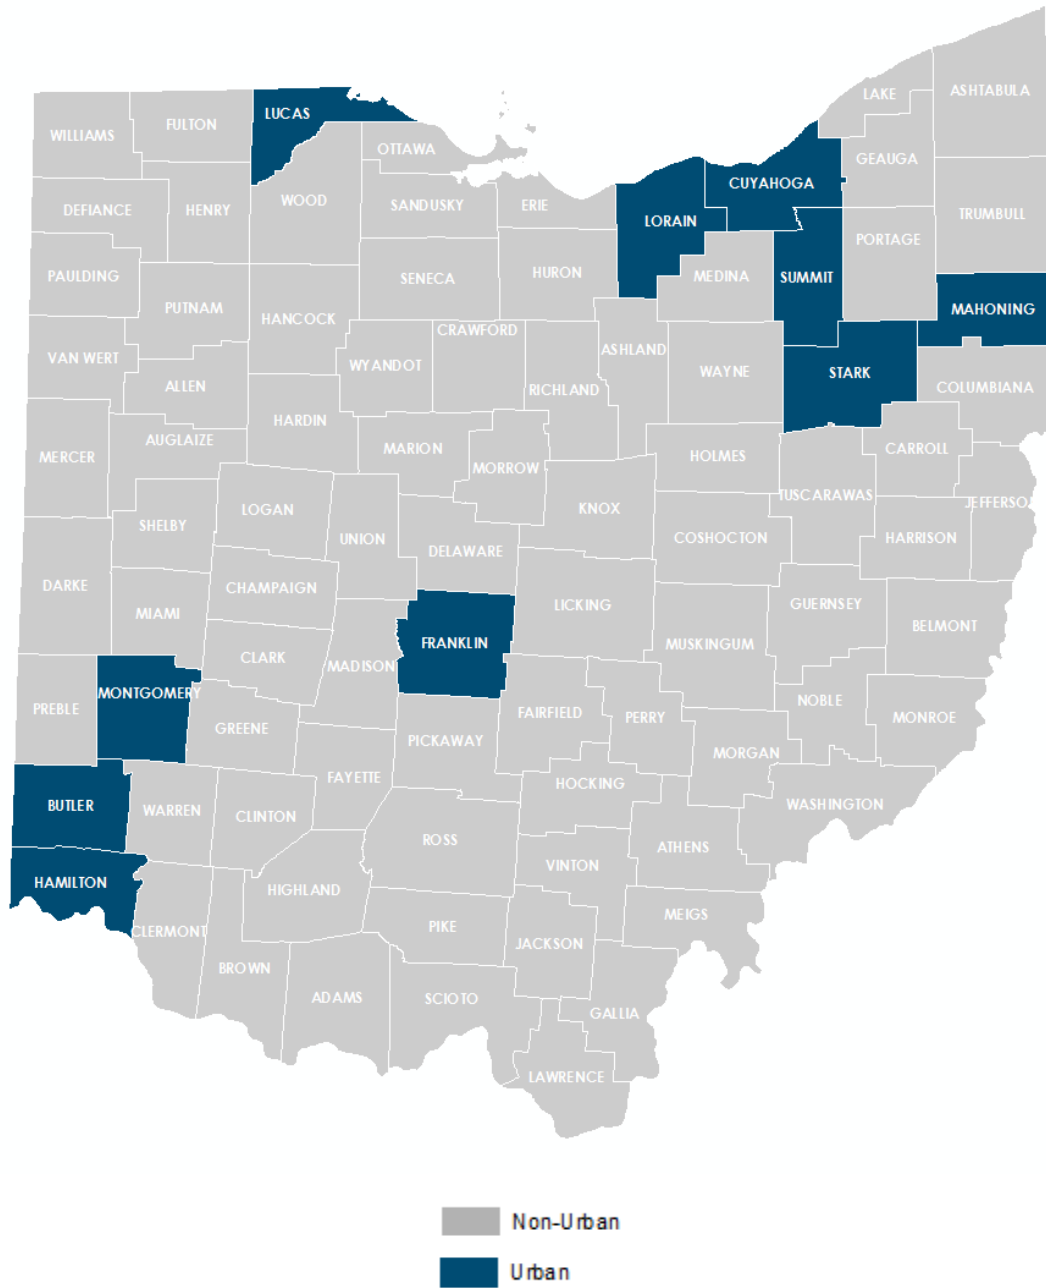 LAKE
ASHTABULA
LUCAS
FULTON
WILLIAMS
OTTAWA
GEAUGA
CUYAHOGA
WOOD
SANDUSKY
ERIE
DEFIANCE
HENRY
LORAIN
TRUMBULL
PORTAGE
PAULDING
SENECA
HURON
MEDINA
SUMMIT
PUTNAM
MAHONING
HANCOCK
CRAWFORD
ASHLAND
VAN WERT
WYANDOT
WAYNE
STARK
ALLEN
RICHLAND
COLUMBIANA
HARDIN
AUGLAIZE
MARION
CARROLL
MERCER
HOLMES
MORROW
TUSCARAWAS
JEFFERSO
LOGAN
KNOX
SHELBY
UNION
COSHOCTON
HARRISON
DELAWARE
DARKE
CHAMPAIGN
LICKING
GUERNSEY
MIAMI
BELMONT
FRANKLIN
MUSKINGUM
CLARK
MADISON
MONTGOMERY
NOBLE
PREBLE
FAIRFIELD
PERRY
MONROE
GREENE
PICKAWAY
MORGAN
FAYETTE
HOCKING
BUTLER
WARREN
CLINTON
WASHINGTON
ROSS
ATHENS
VINTON
HAMILTON
HIGHLAND
MEIGS
CLERMONT
PIKE
JACKSON
BROWN
ADAMS
SCIOTO
GALLIA
LAWRENCE
Non-Urban
Urban